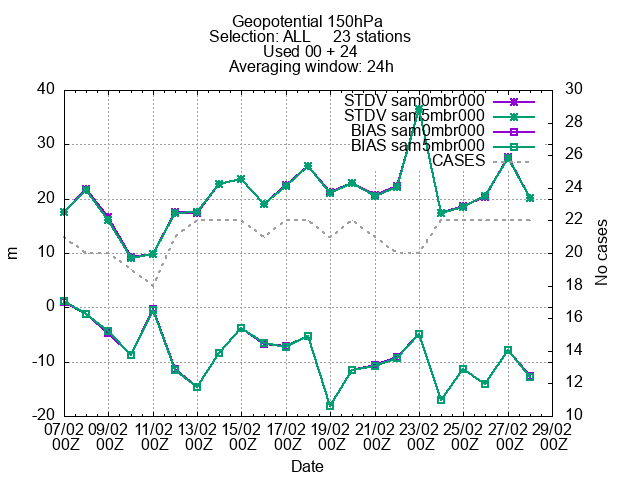 Geopotential 150hPa
Selection: ALL 23 stations
Used 00 + 24
Averaging window: 24h
STDV sam0mbr000
STDV sam5mbr000
BIAS sam0mbr000
BIAS sam5mbr000
CASES
40
30
20
10
0
-10
-20
m
30
28
26
24
22
20
18
16
14
12
10
No cases
07/02 09/02 11/02 13/02 15/02 17/02 19/02 21/02 23/02 25/02 27/02 29/02
00Z 00Z 00Z 00Z 00Z 00Z 00Z 00Z 00Z 00Z 00Z 00Z
Date